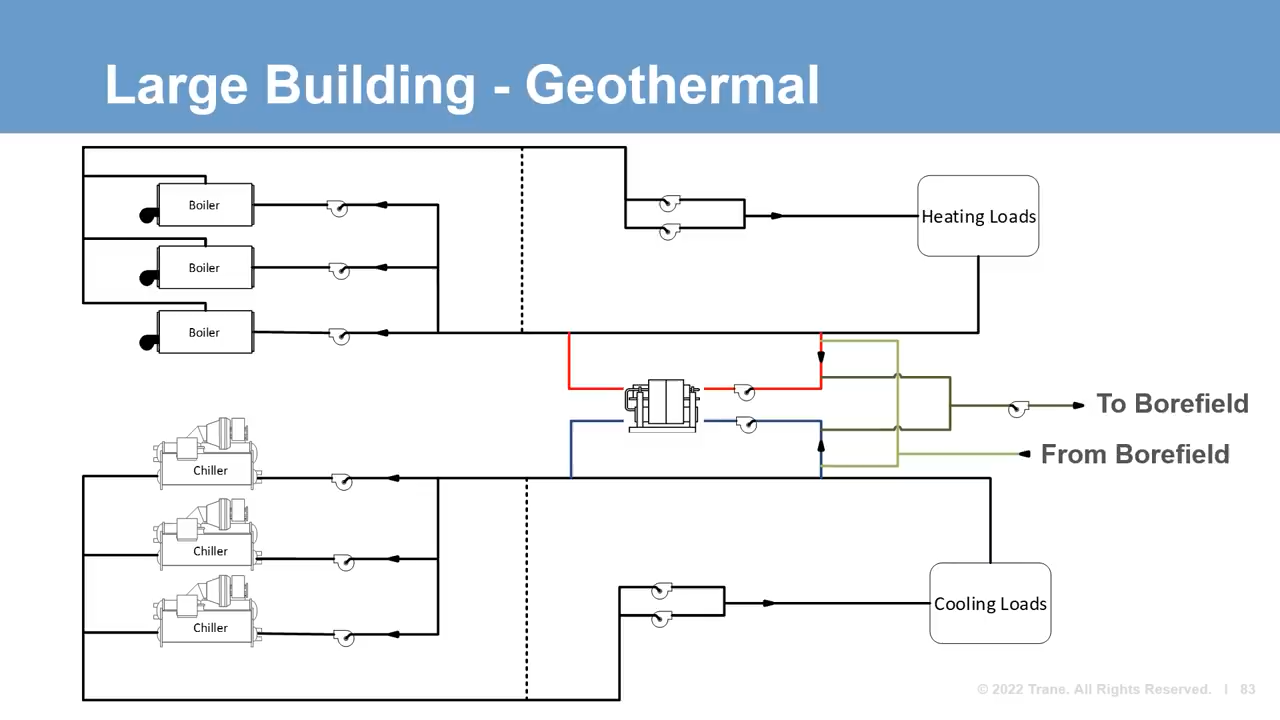 Large Building - Geothermal
Boiler
Heating Loads
Boiler
Boiler
To Borefield
From Borefield
Chiller
Chiller
Cooling Loads
Chiller
© 2022 Trane. All Rights Reserved. | 83